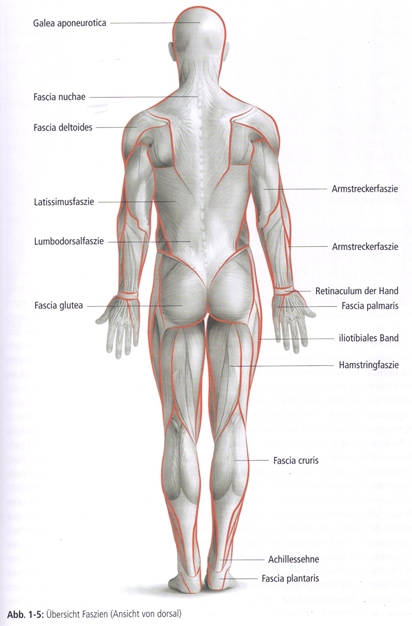 Galea aponeurotica
Fascia nuchae
Fascia deltoides
Latissimusfaszie
Lumbodorsalfaszie
Fascia glutea
Armstreckerfaszie
Armstreckerfaszie
Retinaculum der Hand
Fascia palmaris
iliotibiales Band
Hamstringfaszie
Fascia cruris
Achillessehne
Fascia plantaris
Abb. 1-5: Übersicht Faszien (Ansicht von dorsal)